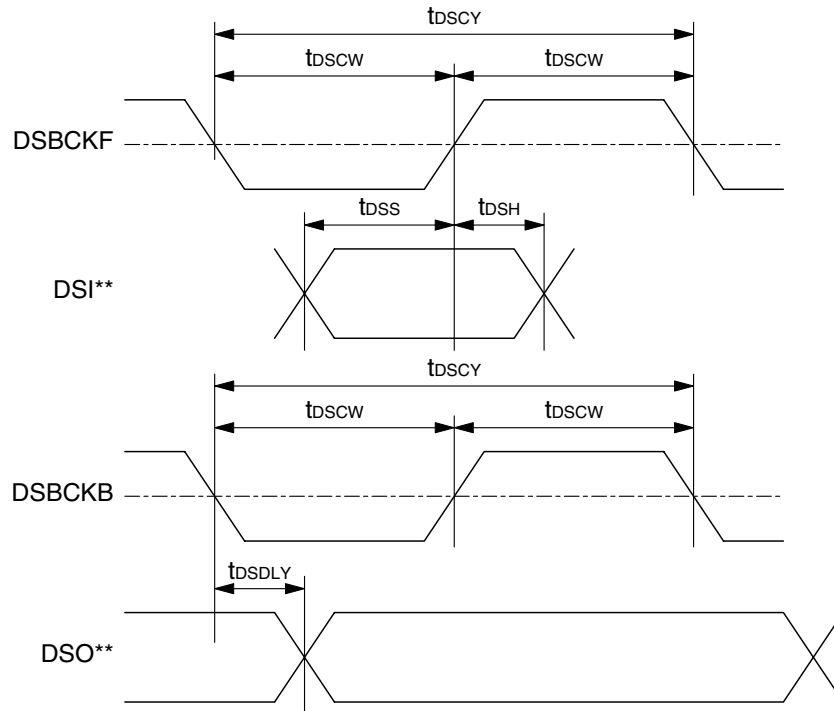 tDSCY
tDSCW tDSCW
DSBCKF
tDSS tDSH
DSI**
tDSCY
tDSCW tDSCW
DSBCKB
tDSDLY
DSO**